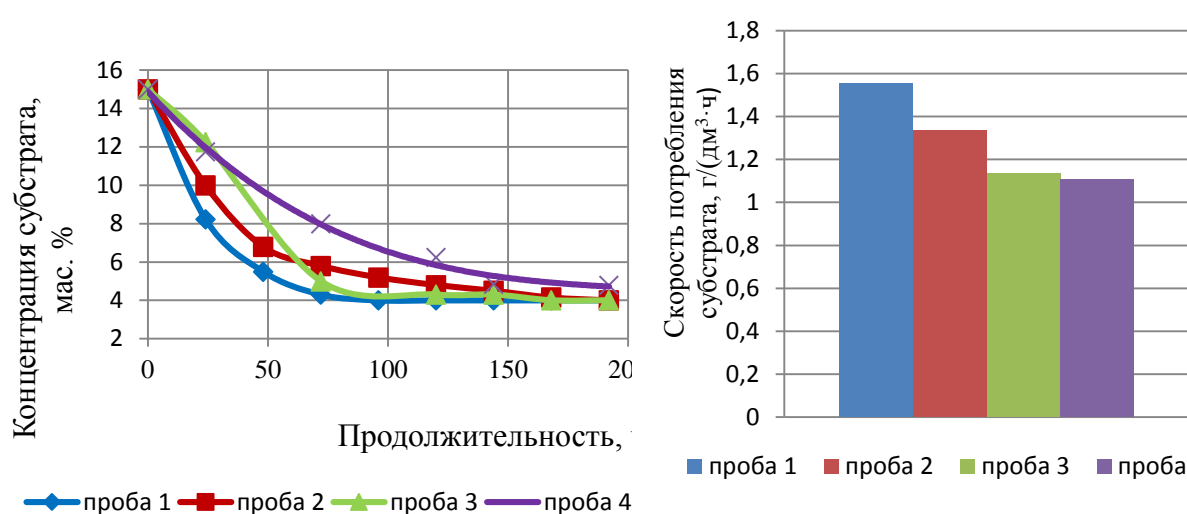 Концентрация субстрата,
мас. %
16
14
12
10
8
6
4
2
0
50
100
150
20
Продолжительность,
проба 1
проба 2
проба 3
проба 4
Скорость потребления
субстрата, г/(дм³·ч)
1,8
1,6
1,4
1,2
1
0,8
0,6
0,4
0,2
0
проба 1
проба 2
проба 3
проба